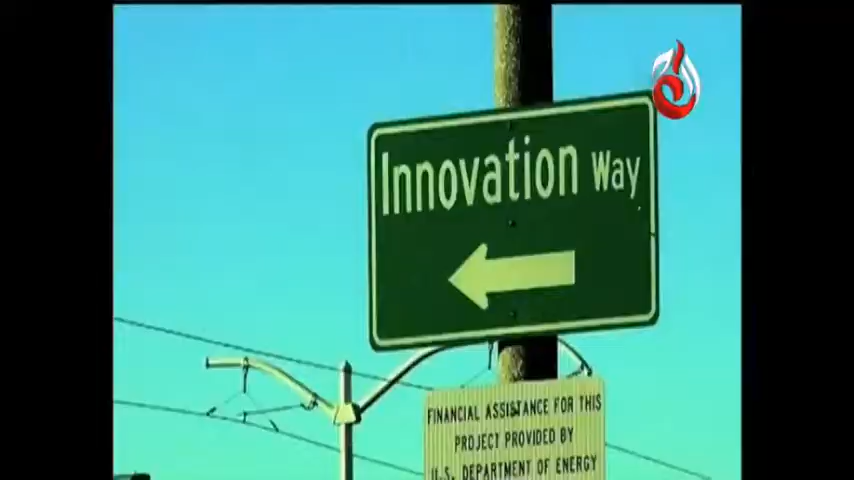 Innovation Way
FINANCIAL ASSISTANCE FOR THIS
PROJECT PROVIDED BY
U.S. DEPARTMENT OF ENERGY